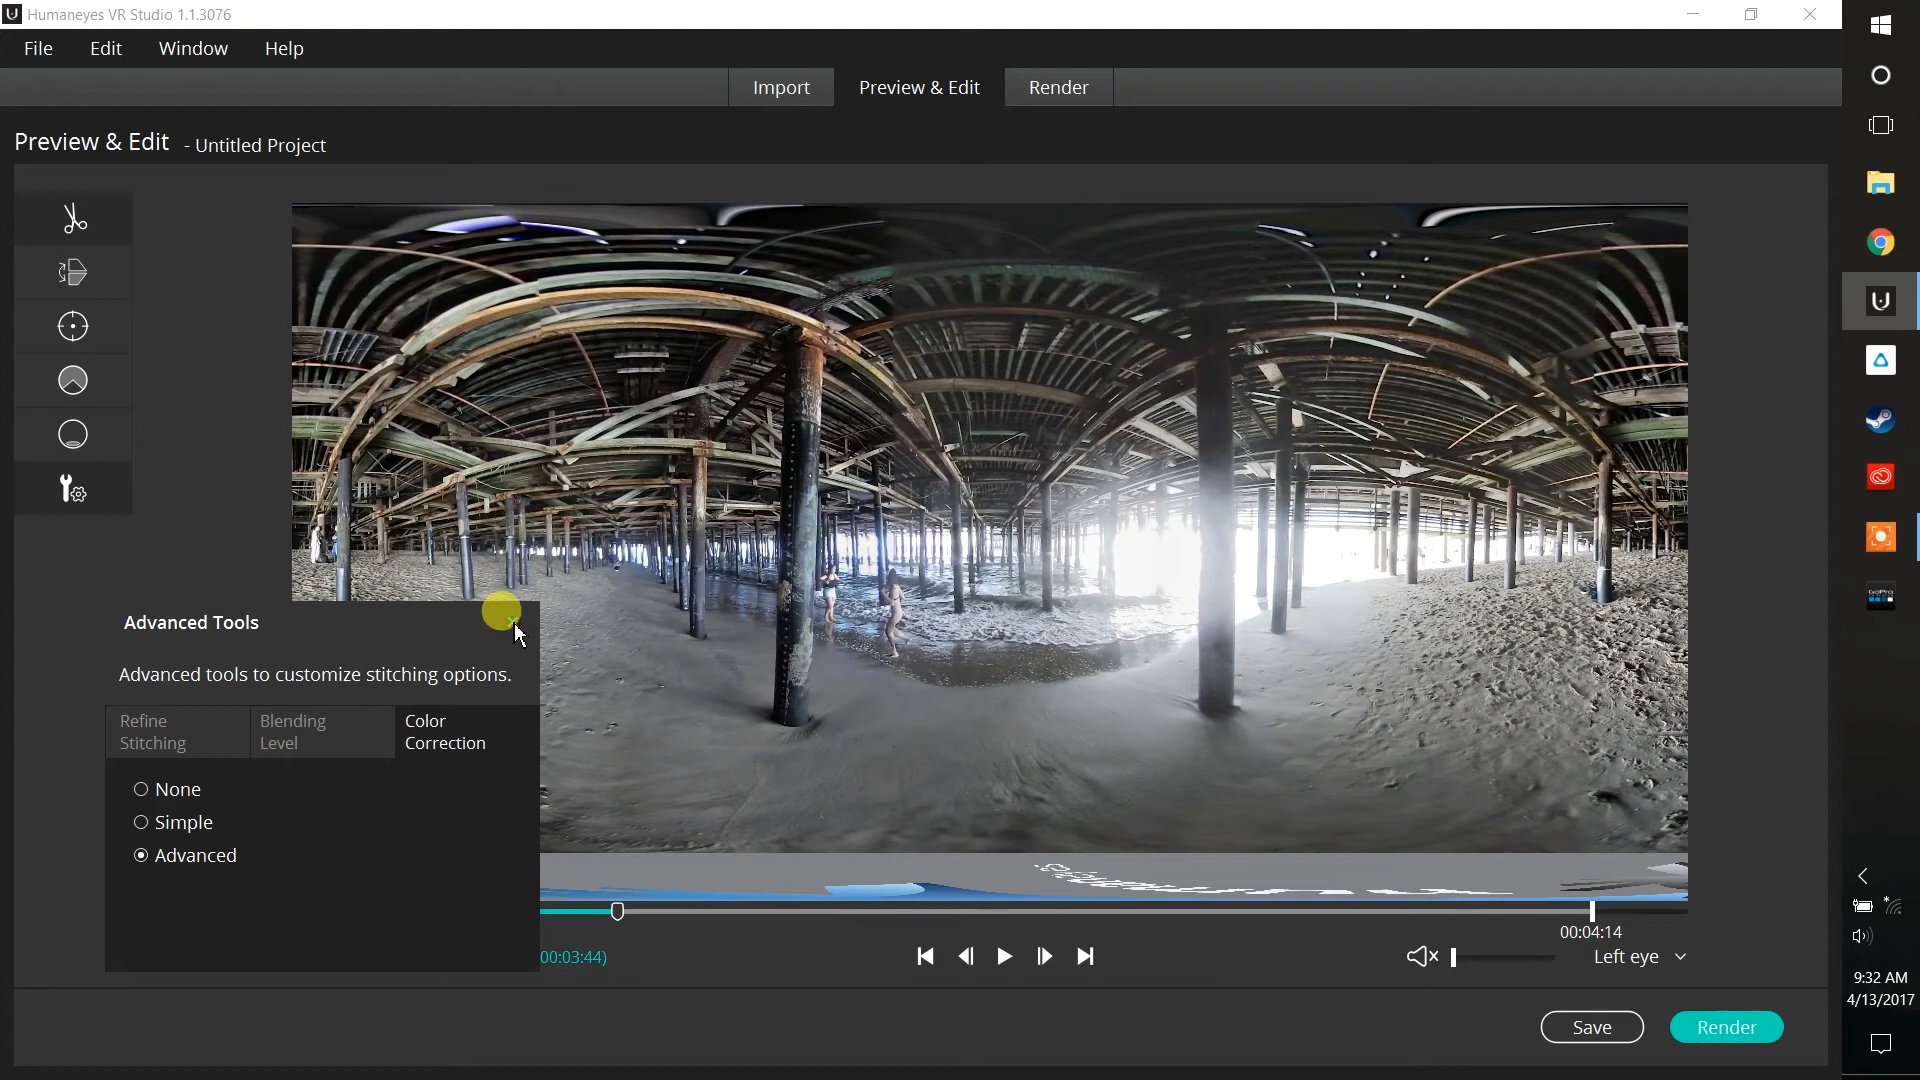 Humaneyes VR Studio 1.1.3076
File Edit Window Help
Import Preview & Edit Render
Preview & Edit - Untitled Project
Advanced Tools
Advanced tools to customize stitching options.
Refine
Stitching
Blending
Level
Color
Correction
None
Simple
Advanced
00:04:14
00:03:44)
Left eye
Save
Render
GoPro
9:32 AM
4/13/2017